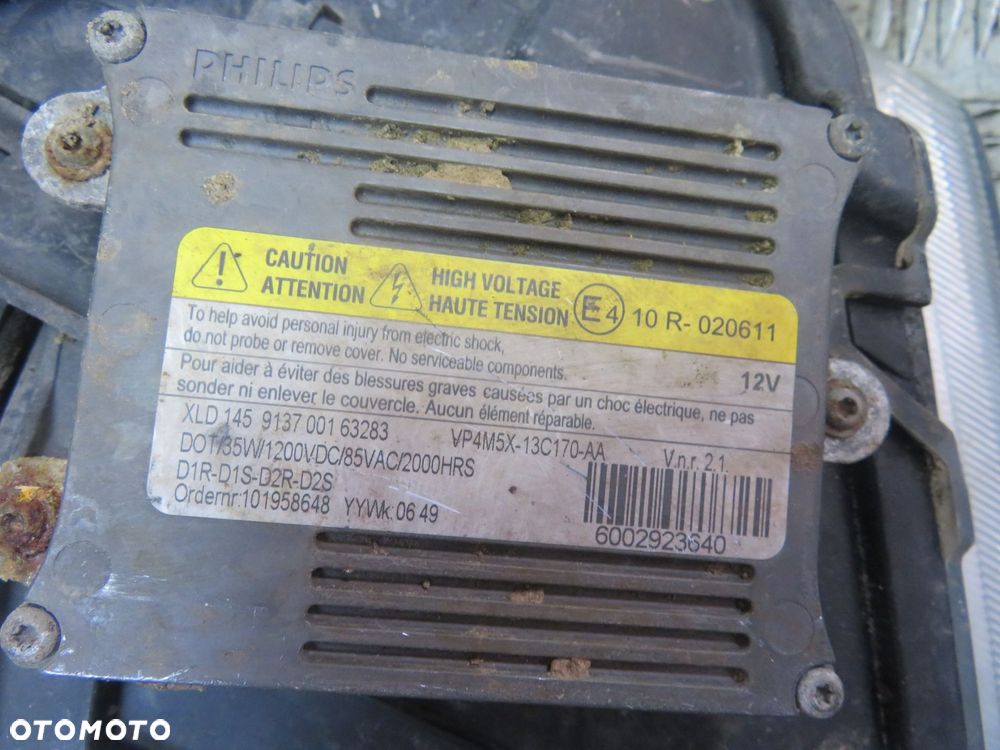 PHILIPS
CAUTION
ATTENTION
HIGH VOLTAGE
HAUTE TENSION
E4 10 R- 020611
To help avoid personal injury from electric shock,
do not probe or remove cover. No serviceable components.
12V
Pour aider à éviter des blessures graves causées par un choc électrique, ne pas
sonder ni enlever le couvercle. Aucun élément réparable.
XLD 145 9137 001 63283 VP4M5X-13C170-AA V.n.r. 2.1.
DOT/35W/1200VDC/85VAC/2000HRS
D1R-D1S-D2R-D2S
Ordernr:101958648 YYWk:06 49
6002923640
OTOMOTO